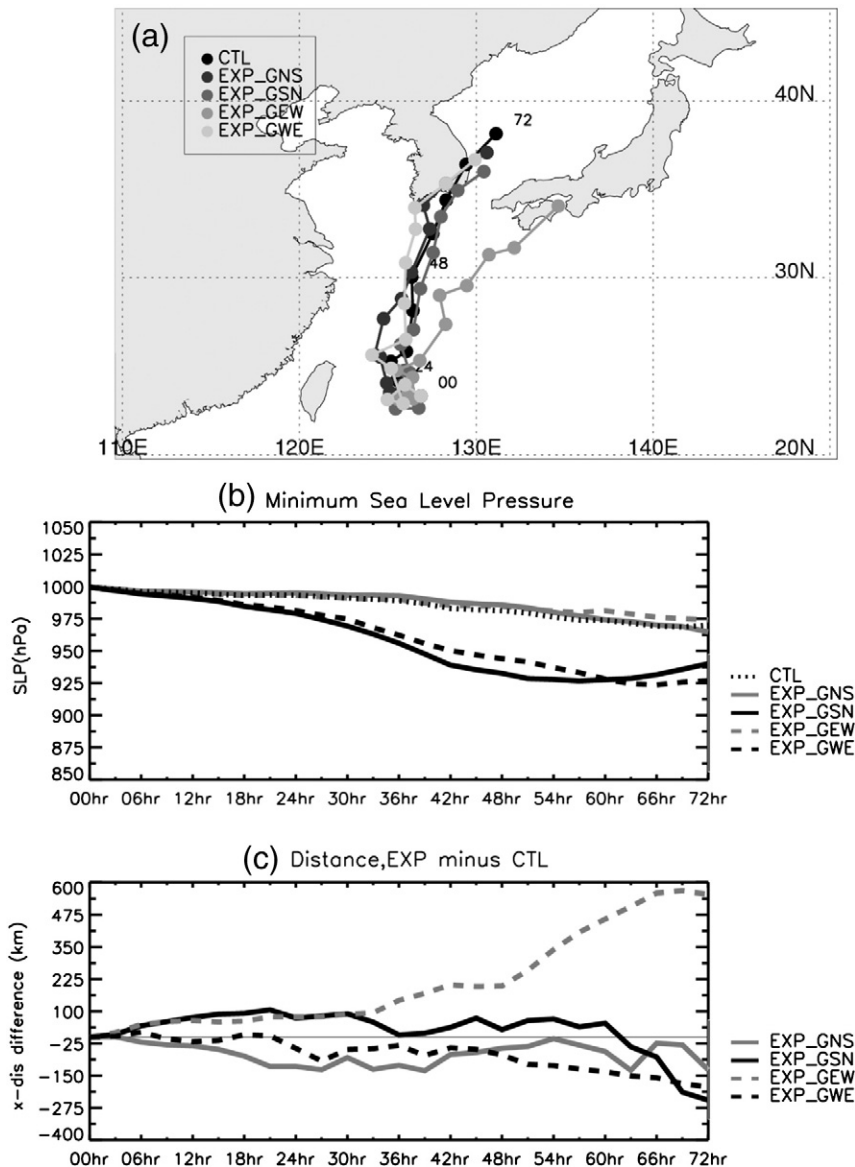 (a)
CTL
EXP_GNS
EXP_GSN
EXP_GEW
EXP_GWE
72
40N
48
30N
24
00
110E 120E 130E 140E 20N
(b) Minimum Sea Level Pressure
1050
1025
1000
975
950
925
900
875
850
SLP(hPa)
00hr 06hr 12hr 18hr 24hr 30hr 36hr 42hr 48hr 54hr 60hr 66hr 72hr
CTL
EXP_GNS
EXP_GSN
EXP_GEW
EXP_GWE
(c) Distance,EXP minus CTL
600
475
350
225
100
-25
-150
-275
-400
x-dis difference (km)
00hr 06hr 12hr 18hr 24hr 30hr 36hr 42hr 48hr 54hr 60hr 66hr 72hr
EXP_GNS
EXP_GSN
EXP_GEW
EXP_GWE